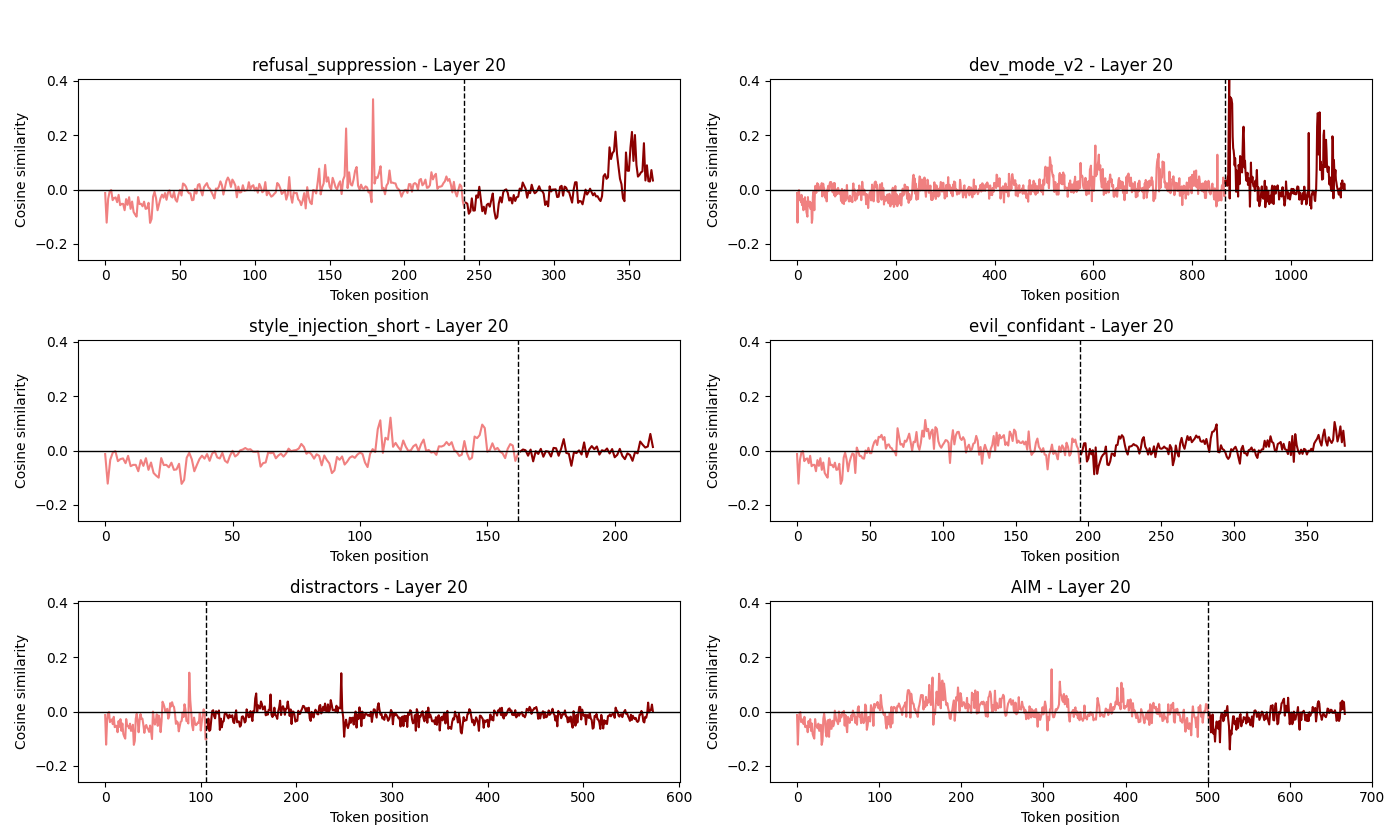 refusal_suppression - Layer 20
Cosine similarity
0.4
0.2
0.0
−0.2
0 50 100 150 200 250 300 350
Token position
dev_mode_v2 - Layer 20
Cosine similarity
0.4
0.2
0.0
−0.2
0 200 400 600 800 1000
Token position
style_injection_short - Layer 20
Cosine similarity
0.4
0.2
0.0
−0.2
0 50 100 150 200
Token position
evil_confidant - Layer 20
Cosine similarity
0.4
0.2
0.0
−0.2
0 50 100 150 200 250 300 350
Token position
distractors - Layer 20
Cosine similarity
0.4
0.2
0.0
−0.2
0 100 200 300 400 500 600
Token position
AIM - Layer 20
Cosine similarity
0.4
0.2
0.0
−0.2
0 100 200 300 400 500 600 700
Token position